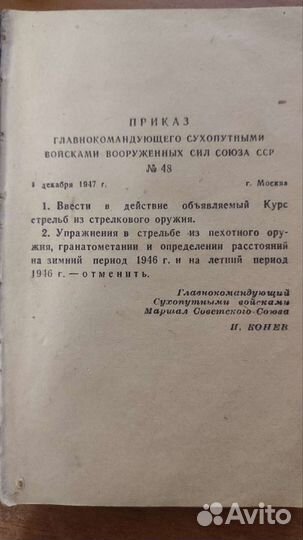 ПРИКАЗ
ГЛАВНОКОМАНДУЮЩЕГО СУХОПУТНЫМИ
ВОЙСКАМИ ВООРУЖЕННЫХ СИЛ СОЮЗА ССР
№ 48
декабря 1947 г. г. Москва
1. Ввести в действие объявляемый Курс
стрельб из стрелкового оружия.
2. Упражнения в стрельбе из пехотного ору-
жия, гранатометании и определении расстояний
на зимний период 1946 г. и на летний период
1946 г. — отменить.
Главнокомандующий
Сухопутными войсками
Маршал Советского Союза
И. КОНЕВ
Avito